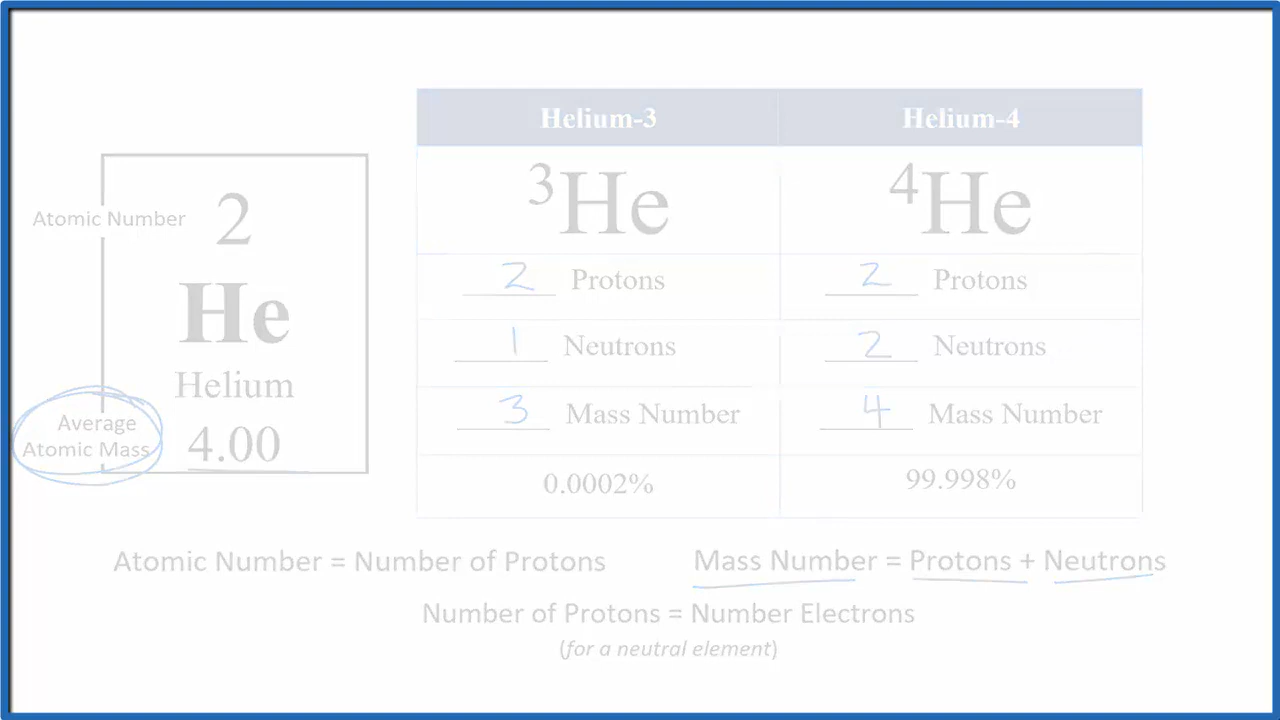 Atomic Number
2
He
Helium
Average
Atomic Mass
4.00
Helium-3 Helium-4
3He 4He
2 Protons 2 Protons
1 Neutrons 2 Neutrons
3 Mass Number 4 Mass Number
0.0002% 99.998%
Atomic Number = Number of Protons Mass Number = Protons + Neutrons
Number of Protons = Number Electrons
(for a neutral element)